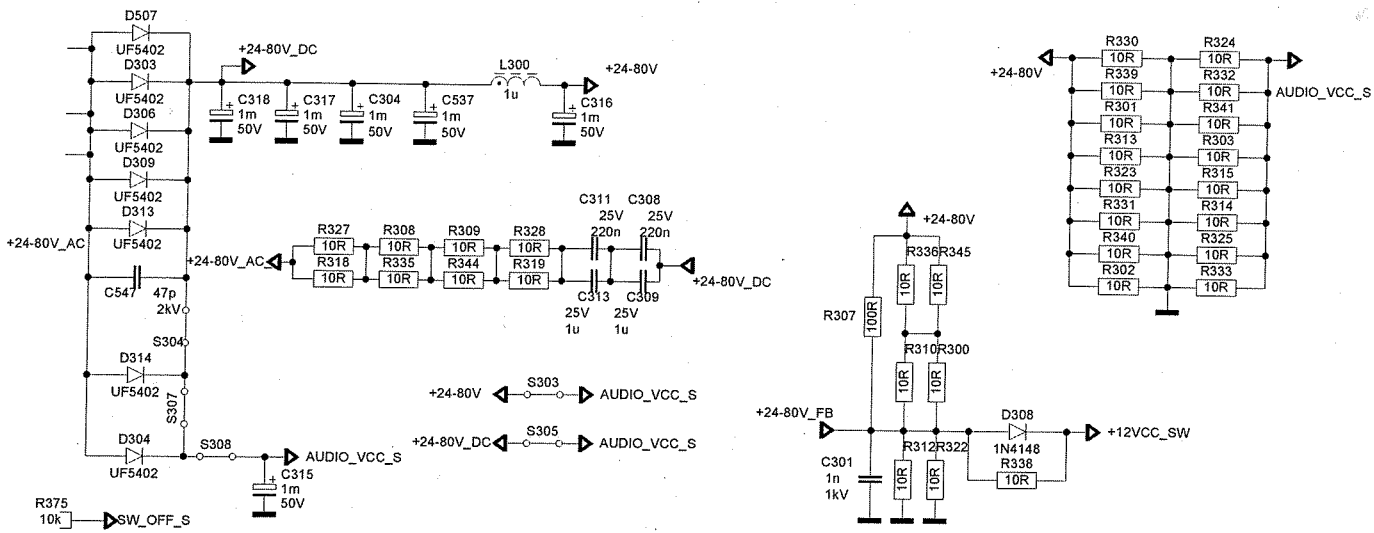 D507
UF5402
D303
UF5402
D306
UF5402
D309
UF5402
D313
UF5402
+24-80V_AC
C547
47p
2kV
S304
D314
UF5402
S307
D304
UF5402
S308
AUDIO_VCC_S
C315
1m
50V
R375
10k
SW_OFF_S
+24-80V_DC
+
C318
1m
50V
+
C317
1m
50V
+
C304
1m
50V
+
C537
1m
50V
L300
1u
+24-80V
+
C316
1m
50V
+24-80V_AC
R327
10R
R318
10R
R308
10R
R335
10R
R309
10R
R344
10R
R328
10R
R319
10R
C311
25V
220n
C308
25V
220n
C313
25V
1u
C309
25V
1u
+24-80V_DC
+24-80V
S303
AUDIO_VCC_S
+24-80V_DC
S305
AUDIO_VCC_S
+24-80V
R336
10R
R345
10R
R307
100R
R310
10R
R300
10R
+24-80V_FB
R312
10R
R322
10R
C301
1n
1kV
D308
1N4148
R338
10R
+12VCC_SW
+24-80V
R330
10R
R324
10R
R339
10R
R332
10R
AUDIO_VCC_S
R301
10R
R341
10R
R313
10R
R303
10R
R323
10R
R315
10R
R331
10R
R314
10R
R340
10R
R325
10R
R302
10R
R333
10R